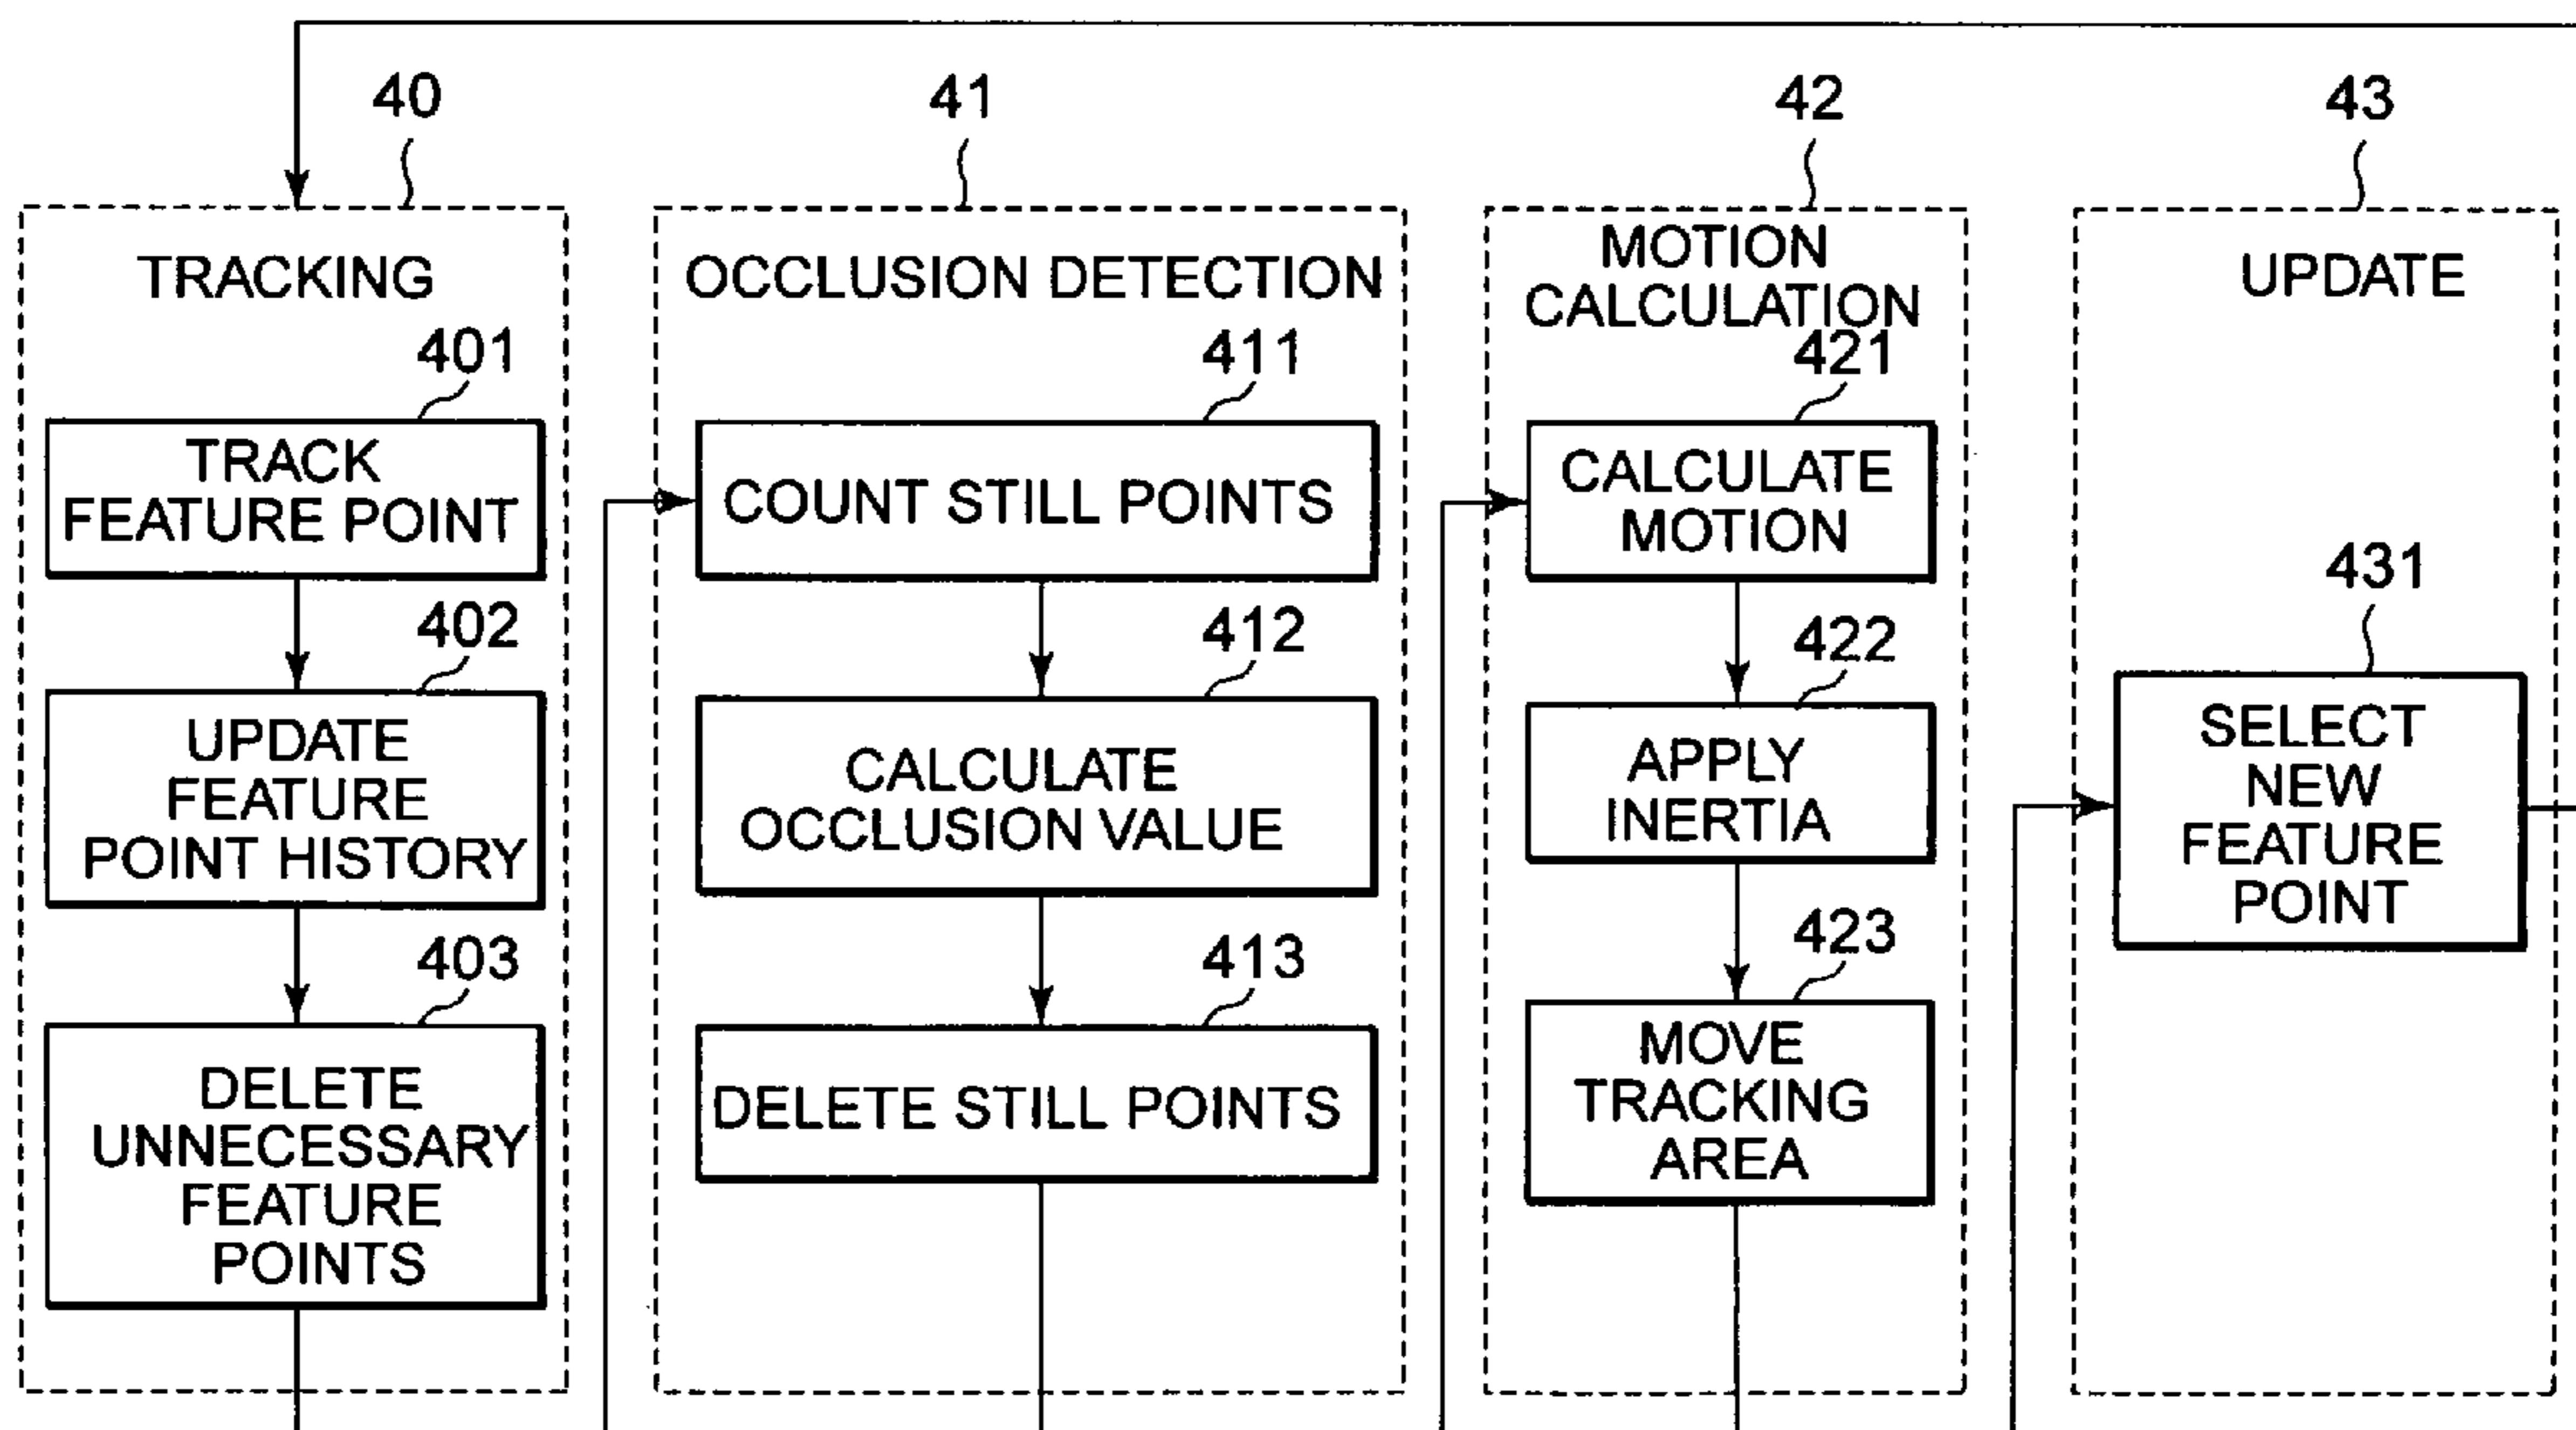 40
41
42
43
TRACKING
401
TRACK
FEATURE POINT
402
UPDATE
FEATURE
POINT HISTORY
403
DELETE
UNNECESSARY
FEATURE
POINTS
OCCLUSION DETECTION
411
COUNT STILL POINTS
412
CALCULATE
OCCLUSION VALUE
413
DELETE STILL POINTS
MOTION
CALCULATION
421
CALCULATE
MOTION
422
APPLY
INERTIA
423
MOVE
TRACKING
AREA
UPDATE
431
SELECT
NEW
FEATURE
POINT